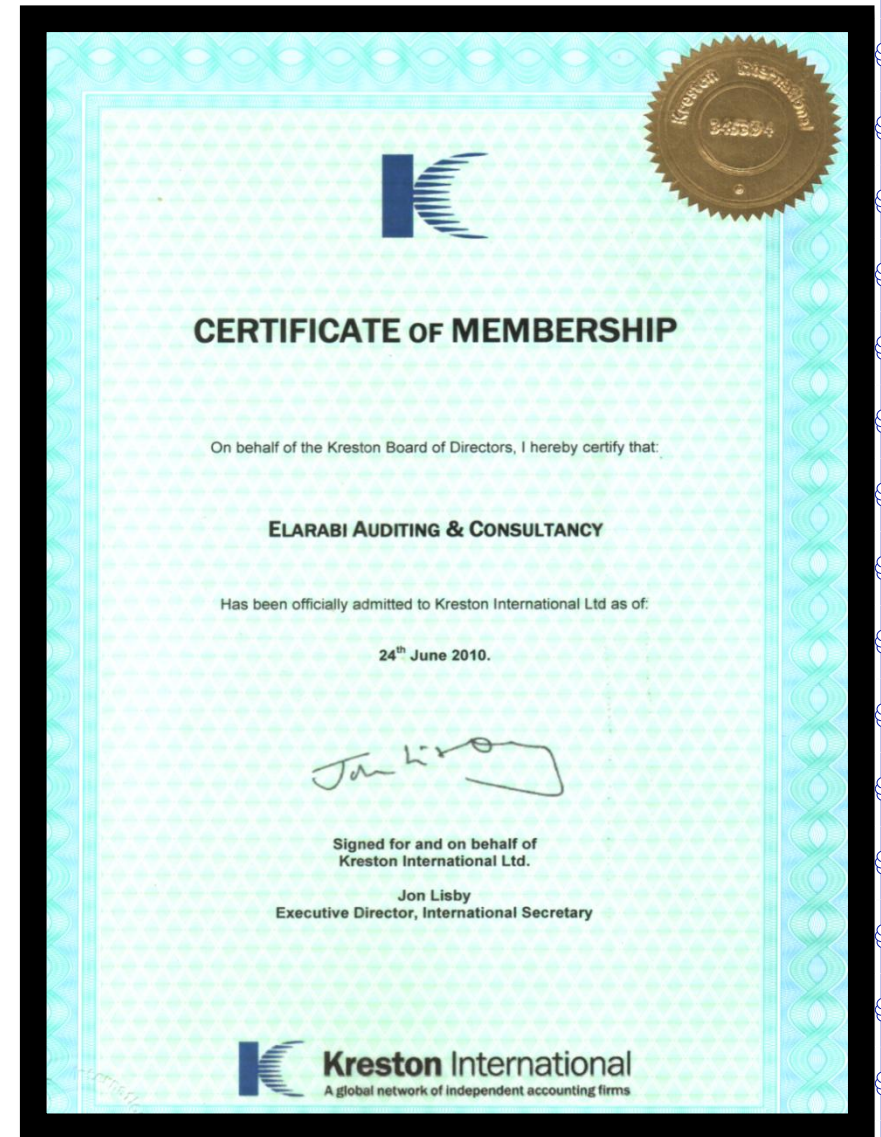 Kreston International
CERTIFICATE OF MEMBERSHIP
On behalf of the Kreston Board of Directors, I hereby certify that:
ELARABI AUDITING & CONSULTANCY
Has been officially admitted to Kreston International Ltd as of:
24th June 2010.
Jon Lisby
Signed for and on behalf of
Kreston International Ltd.
Jon Lisby
Executive Director, International Secretary
Kreston International
A global network of independent accounting firms